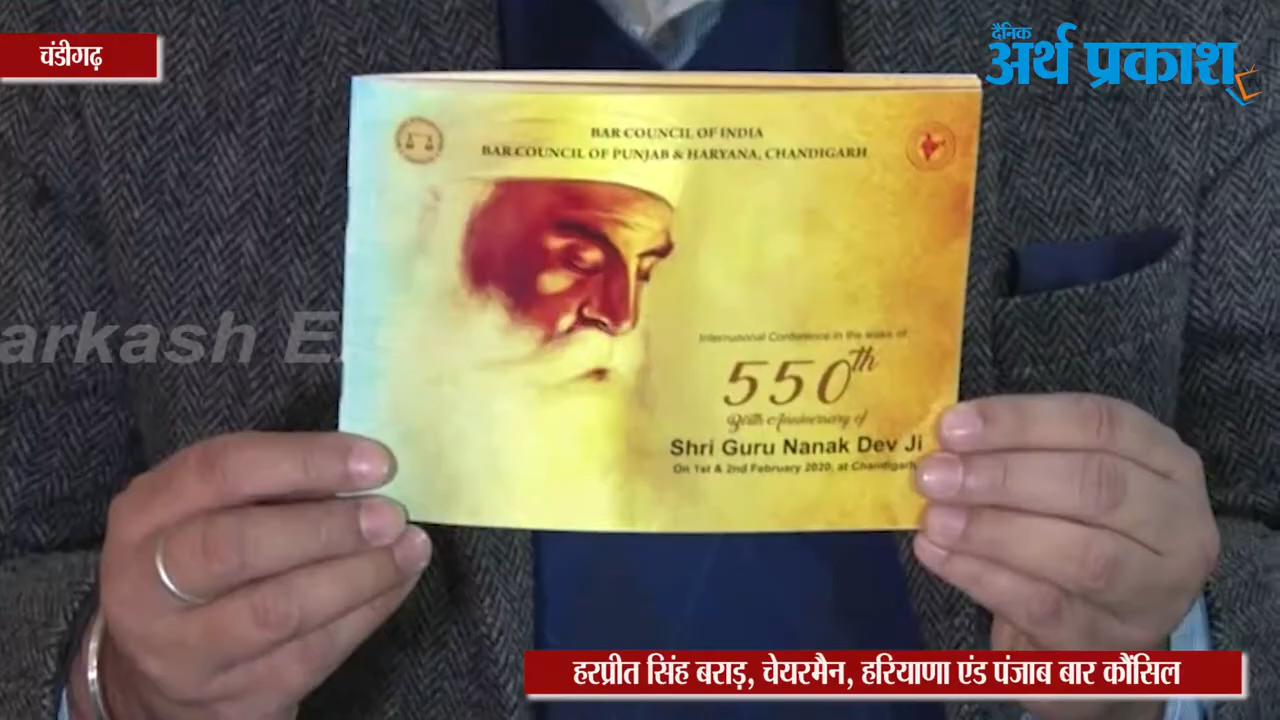 चंडीगढ़
दैनिक
अर्थ प्रकाश
BAR COUNCIL OF INDIA
BAR COUNCIL OF PUNJAB & HARYANA, CHANDIGARH
arkash E
International Conference in the wake of
550th
Birth Anniversary of
Shri Guru Nanak Dev Ji
On 1st & 2nd February 2020, at Chandigarh
हरप्रीत सिंह बराड़, चेयरमैन, हरियाणा एंड पंजाब बार कौंसिल